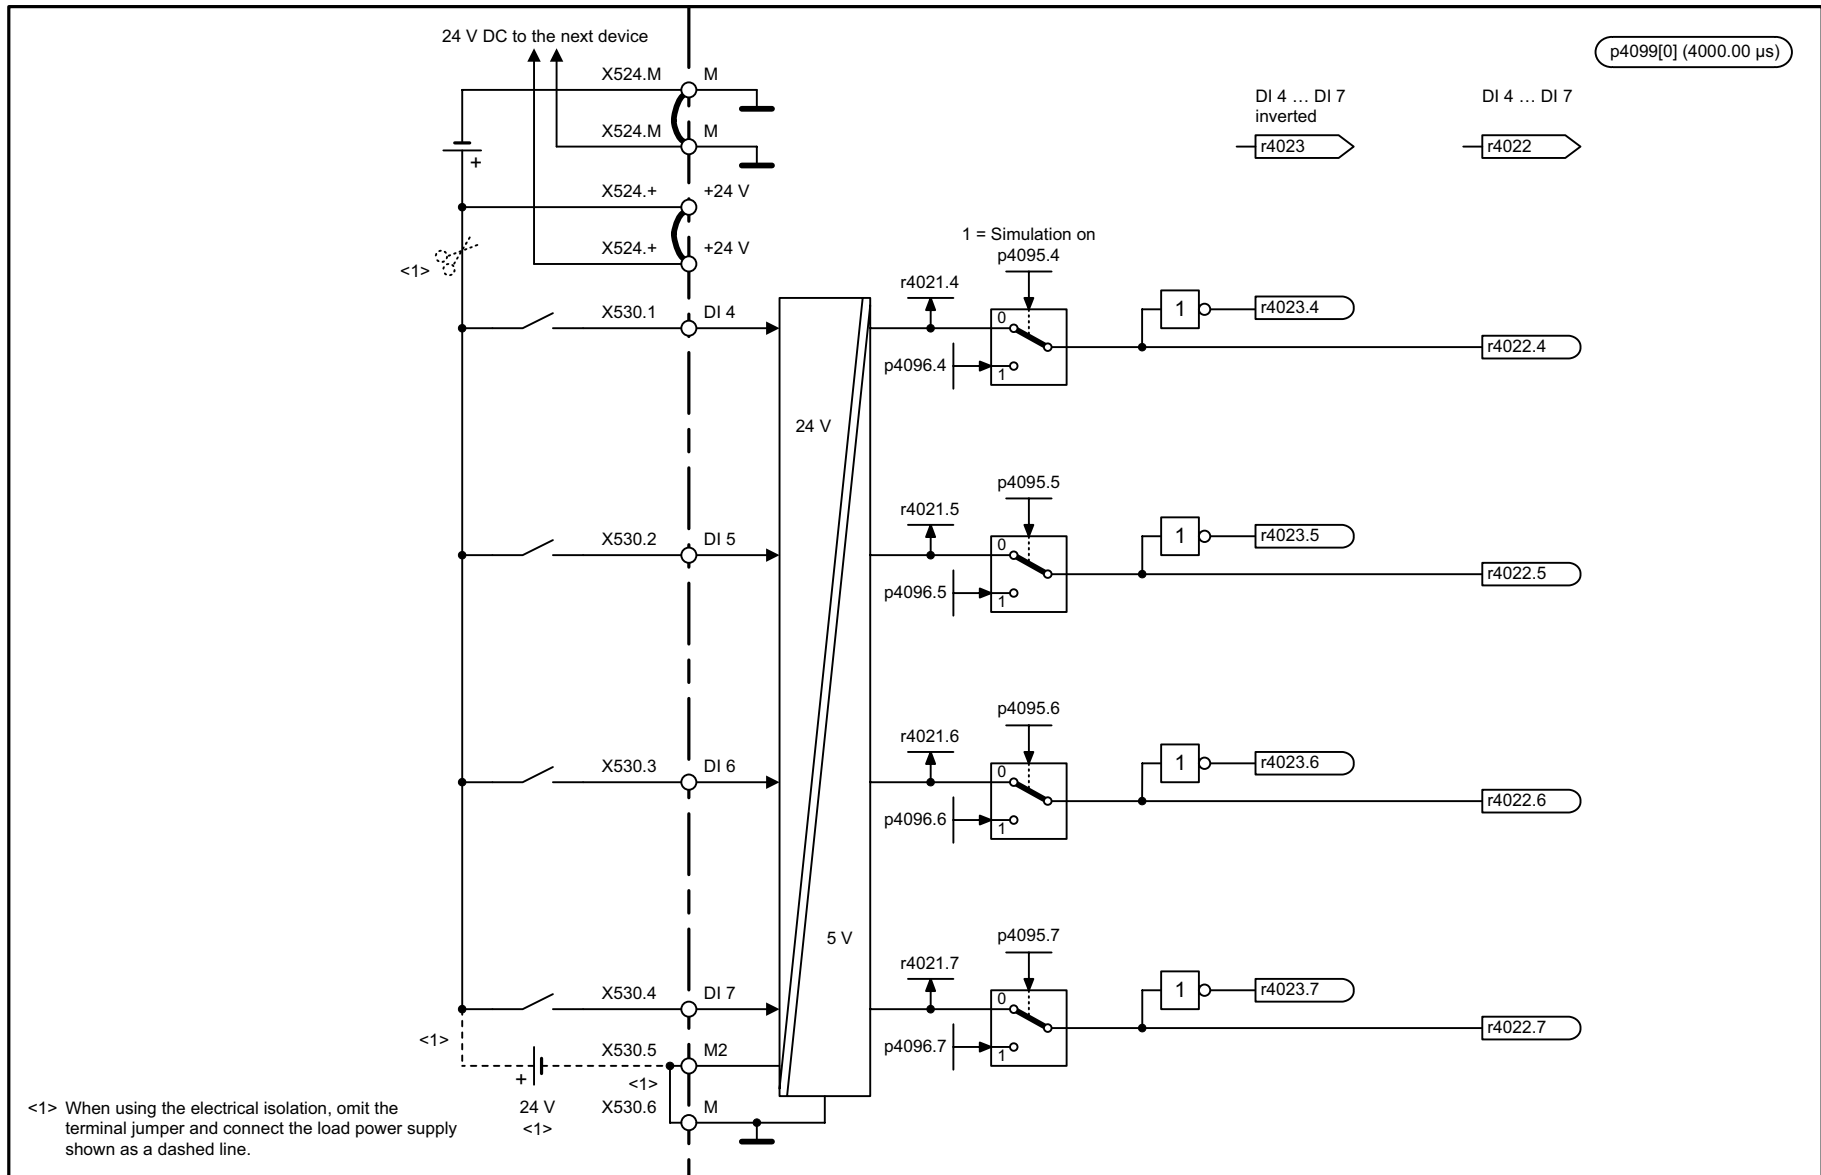 24 V DC to the next device
p4099[0] (4000.00 µs)
X524.M M
DI 4 … DI 7
inverted
DI 4 … DI 7
X524.M M
r4023
r4022
+
X524.+ +24 V
X524.+ +24 V
<1>
1 = Simulation on
p4095.4
r4021.4
X530.1 DI 4
0
1
r4023.4
r4022.4
p4096.4
1
24 V
p4095.5
r4021.5
X530.2 DI 5
0
1
r4023.5
r4022.5
p4096.5
1
p4095.6
r4021.6
X530.3 DI 6
0
1
r4023.6
r4022.6
p4096.6
1
5 V
p4095.7
r4021.7
X530.4 DI 7
0
1
r4023.7
r4022.7
<1>
p4096.7
1
X530.5 M2
+
<1>
24 V
<1>
X530.6 M
<1> When using the electrical isolation, omit the
terminal jumper and connect the load power supply
shown as a dashed line.